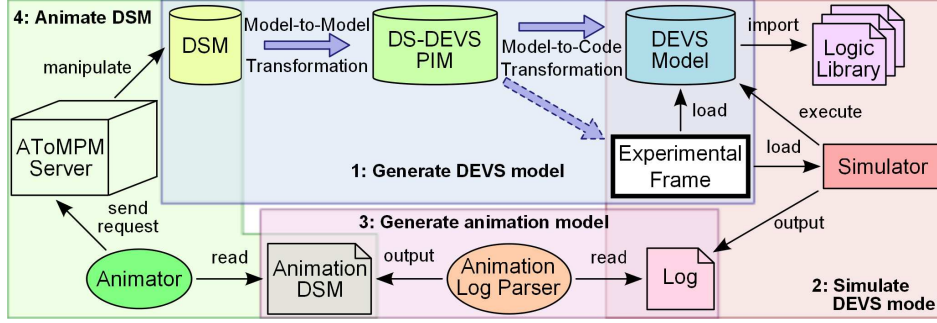 4: Animate DSM
DSM
Model-to-Model
Transformation
DS-DEVS
PIM
Model-to-Code
Transformation
DEVS
Model
import
Logic
Library
manipulate
AToMPM
Server
1: Generate DEVS model
load
execute
Experimental
Frame
load
Simulator
send
request
3: Generate animation model
output
Animator
read
Animation
DSM
output
Animation
Log Parser
read
Log
2: Simulate
DEVS mode